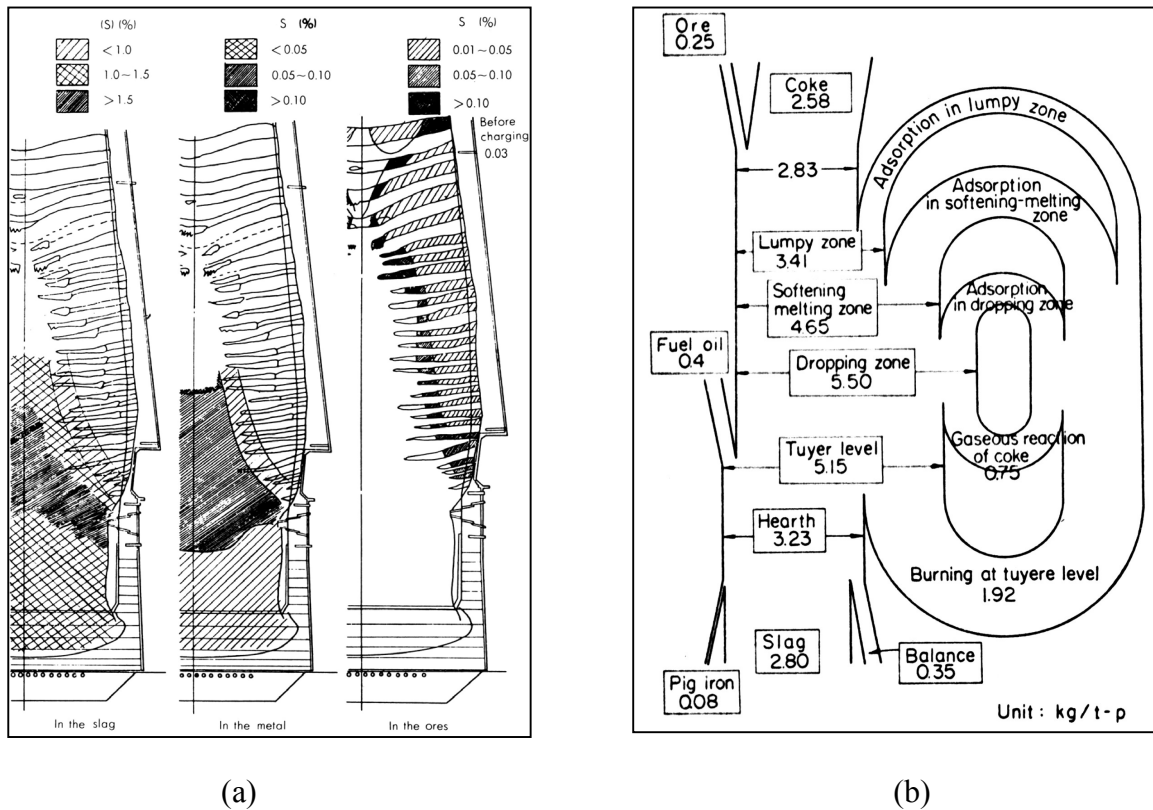 (S) (%)
< 1.0
1.0~ 1.5
> 1.5
S (%)
< 0.05
0.05~ 0.10
> 0.10
S (%)
0.01~ 0.05
0.05~ 0.10
>0.10
Before
charging
0.03
In the slag
In the metal
In the ores
(a)
Ore
0.25
Coke
2.58
2.83
Adsorption in lumpy zone
Adsorption
in softening-melting
zone
Lumpy zone
3.41
Softening
melting zone
4.65
Adsorption
in dropping zone
Fuel oil
0.4
Dropping zone
5.50
Tuyer level
5.15
Gaseous reaction
of coke
0.75
Hearth
3.23
Burning at tuyere level
1.92
Slag
2.80
Balance
0.35
Pig iron
0.08
Unit : kg/t-p
(b)